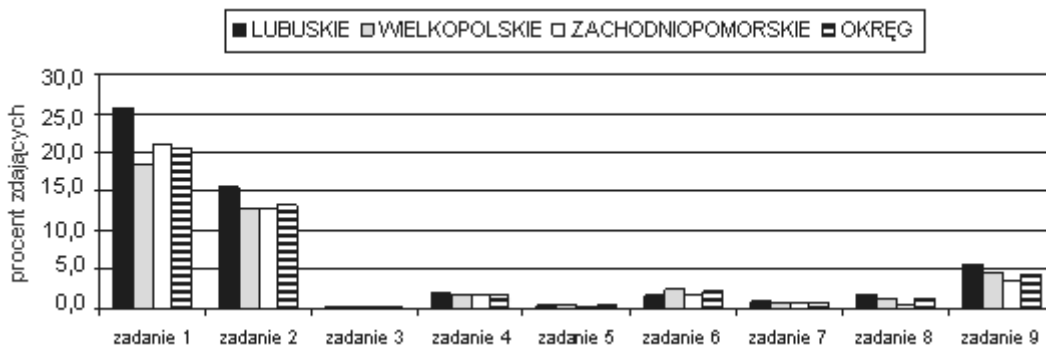 LUBUSKIE WIELKOPOLSKIE ZACHODNIOPOMORSKIE OKRĘG
procent zdających
30,0
25,0
20,0
15,0
10,0
5,0
0,0
zadanie 1 zadanie 2 zadanie 3 zadanie 4 zadanie 5 zadanie 6 zadanie 7 zadanie 8 zadanie 9